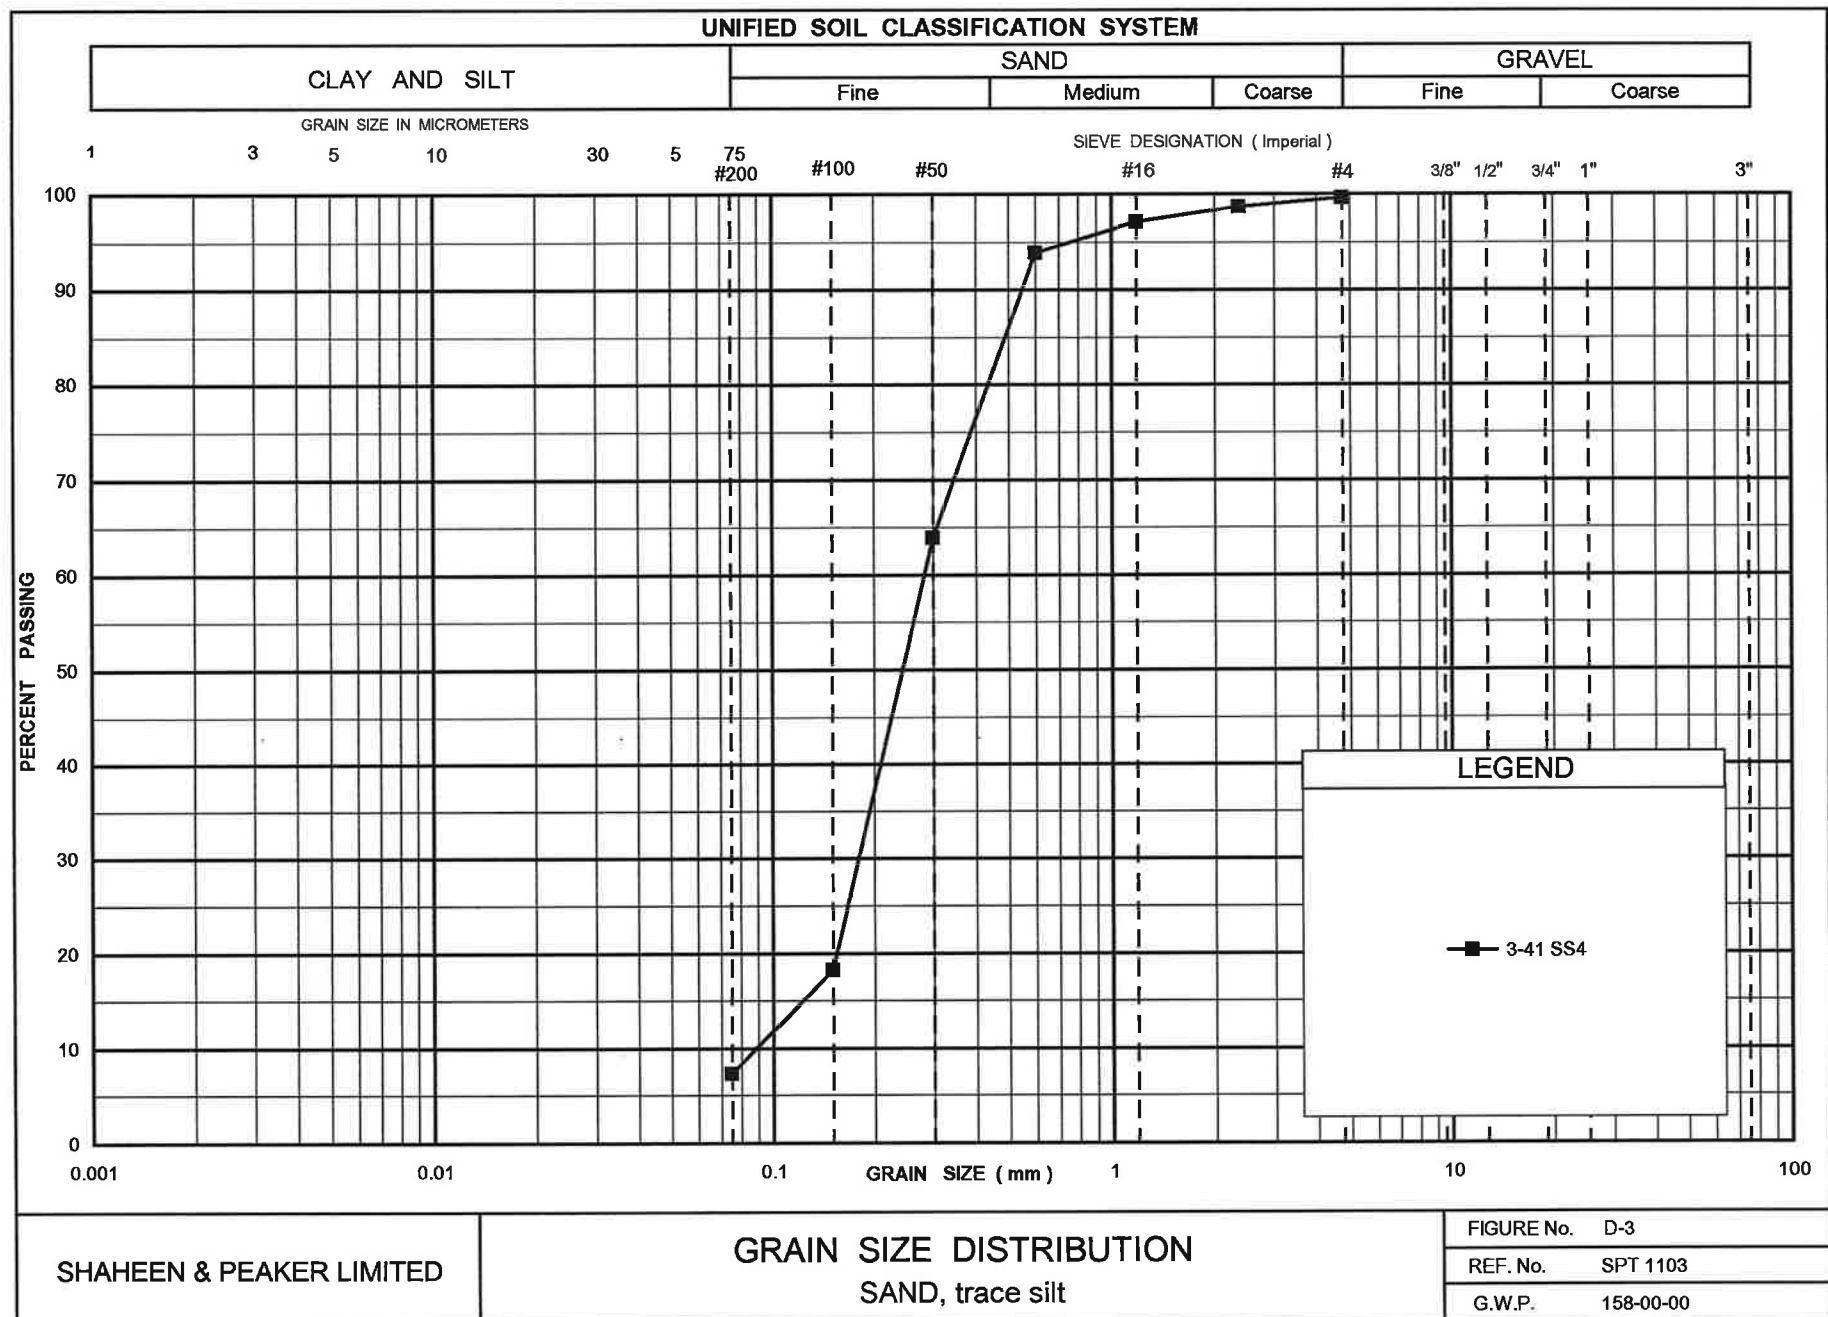 UNIFIED SOIL CLASSIFICATION SYSTEM
CLAY AND SILT
SAND
GRAVEL
Fine Medium Coarse Fine Coarse
GRAIN SIZE IN MICROMETERS
SIEVE DESIGNATION ( Imperial )
1 3 5 10 30 5 75
#200 #100 #50 #16 #4 3/8" 1/2" 3/4" 1" 3"
100
90
80
70
60
50
40
30
20
10
0
PERCENT PASSING
LEGEND
3-41 SS4
0.001 0.01 0.1 GRAIN SIZE ( mm ) 1 10 100
SHAHEEN & PEAKER LIMITED
GRAIN SIZE DISTRIBUTION
SAND, trace silt
FIGURE No. D-3
REF. No. SPT 1103
G.W.P. 158-00-00